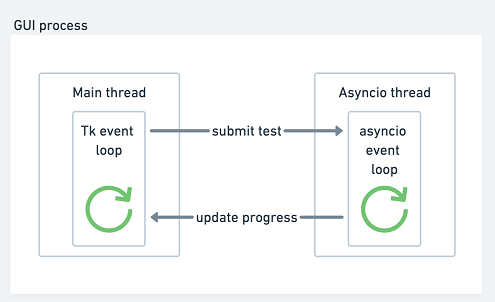 GUI process
Main thread
Asyncio thread
Tk event
loop
submit test
asyncio
event
loop
update progress